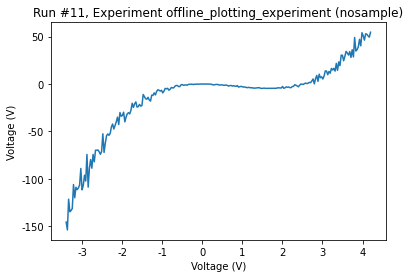 Run #11, Experiment offline_plotting_experiment (nosample)
50
0
-50
-100
-150
Voltage (V)
-3 -2 -1 0 1 2 3 4
Voltage (V)